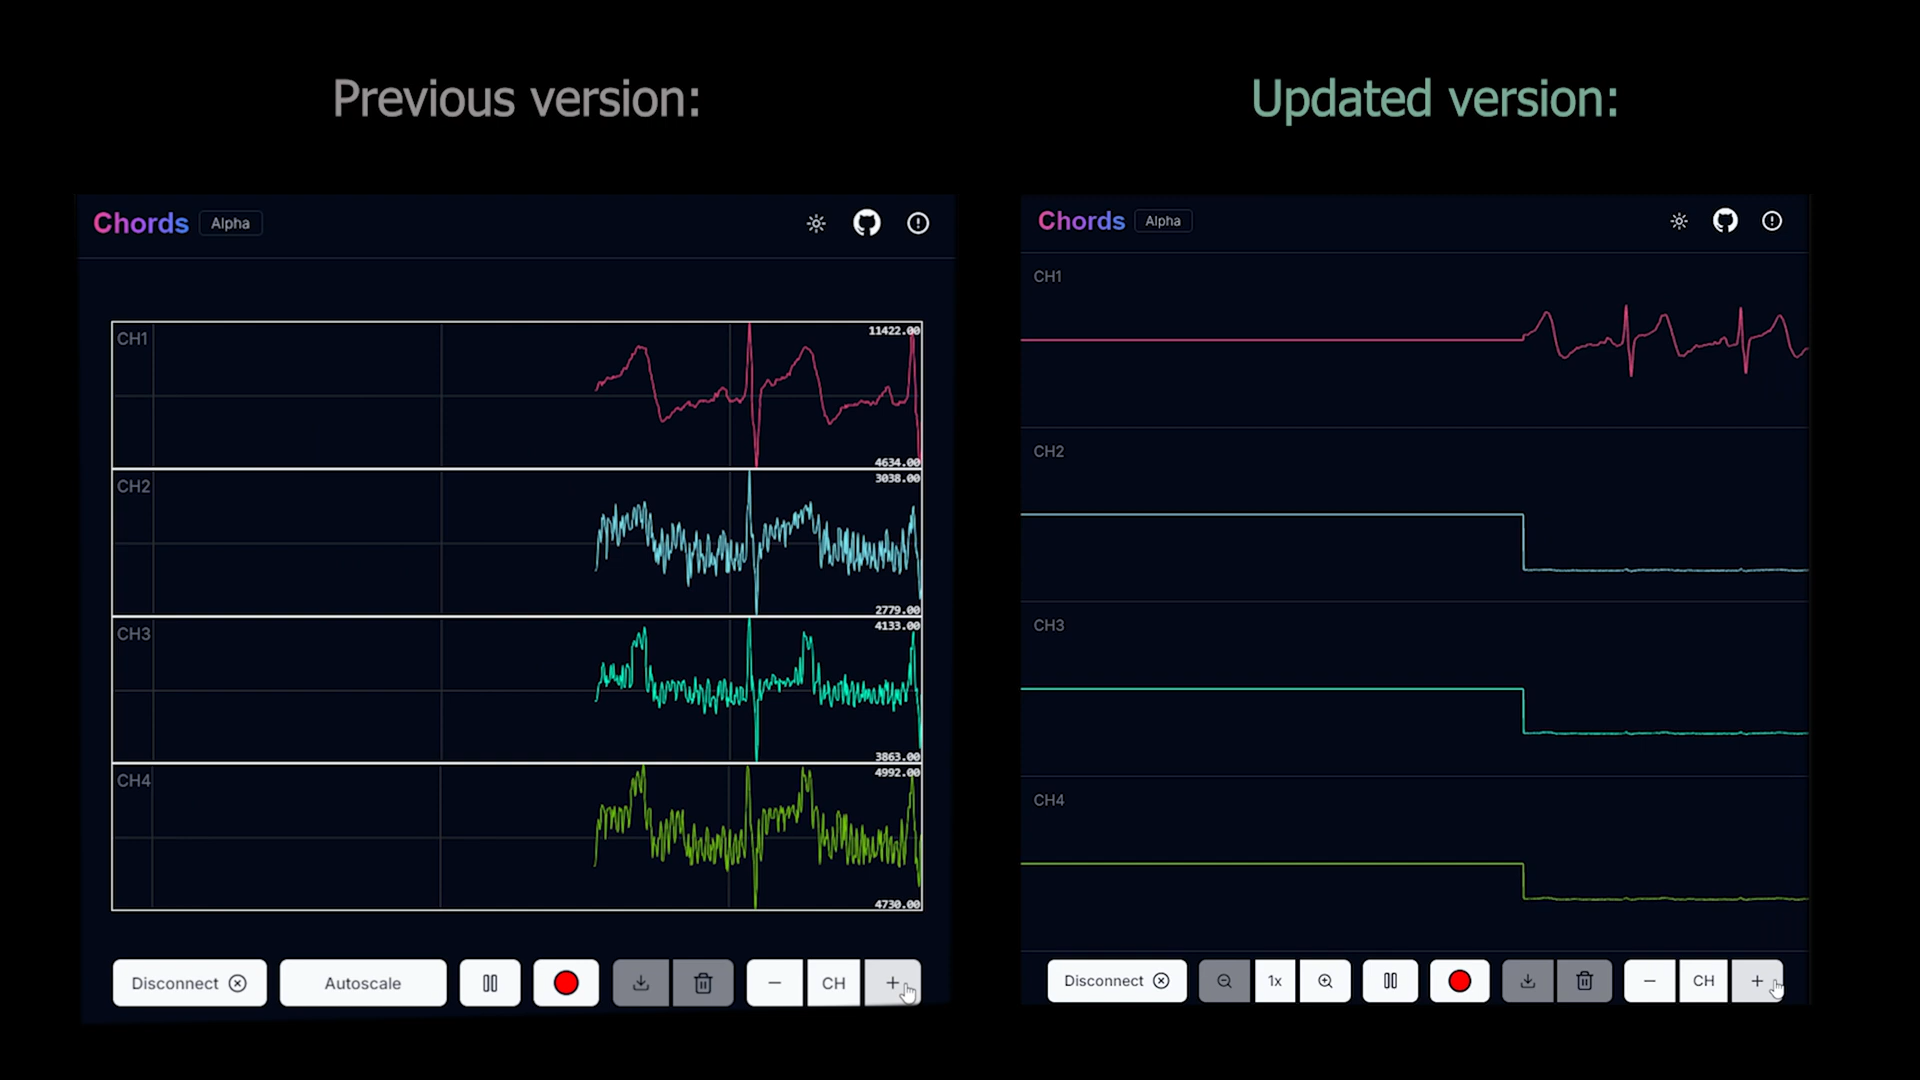 Previous version:
Updated version:
Chords Alpha
CH1
11422.00
4634.00
CH2
3038.00
2779.00
CH3
4133.00
3863.00
CH4
4992.00
4730.00
Disconnect Autoscale CH
Chords Alpha
CH1
CH2
CH3
CH4
Disconnect 1x CH